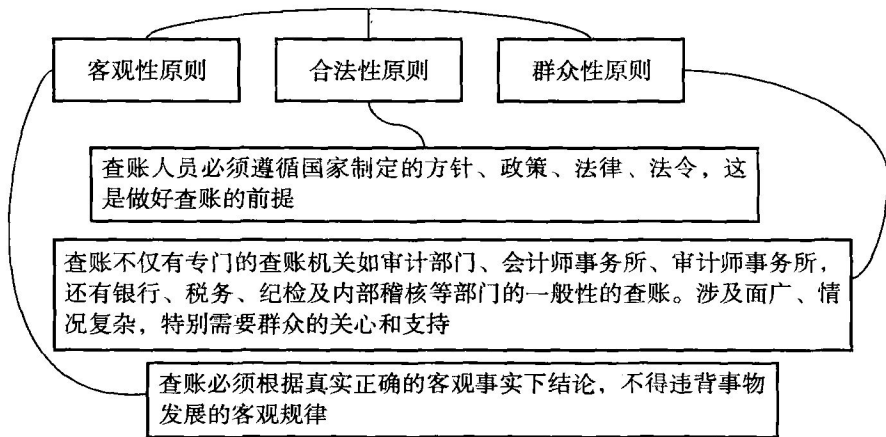 客观性原则
合法性原则
群众性原则
查账人员必须遵循国家制定的方针、政策、法律、法令，这
是做好查账的前提
查账不仅有专门的查账机关如审计部门、会计师事务所、审计师事务所，
还有银行、税务、纪检及内部稽核等部门的一般性的查账。涉及面广、情
况复杂，特别需要群众的关心和支持
查账必须根据真实正确的客观事实下结论，不得违背事物
发展的客观规律